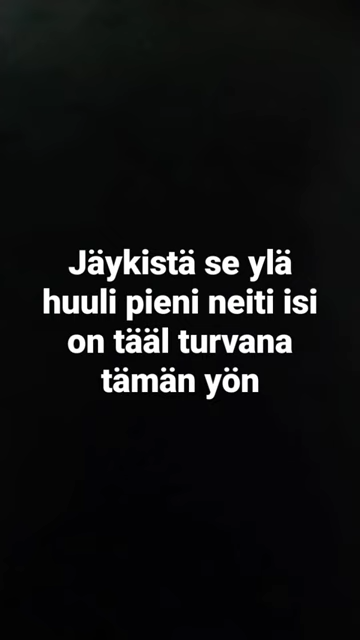 Jäykistä se ylä
huuli pieni neiti isi
on tääl turvana
tämän yön